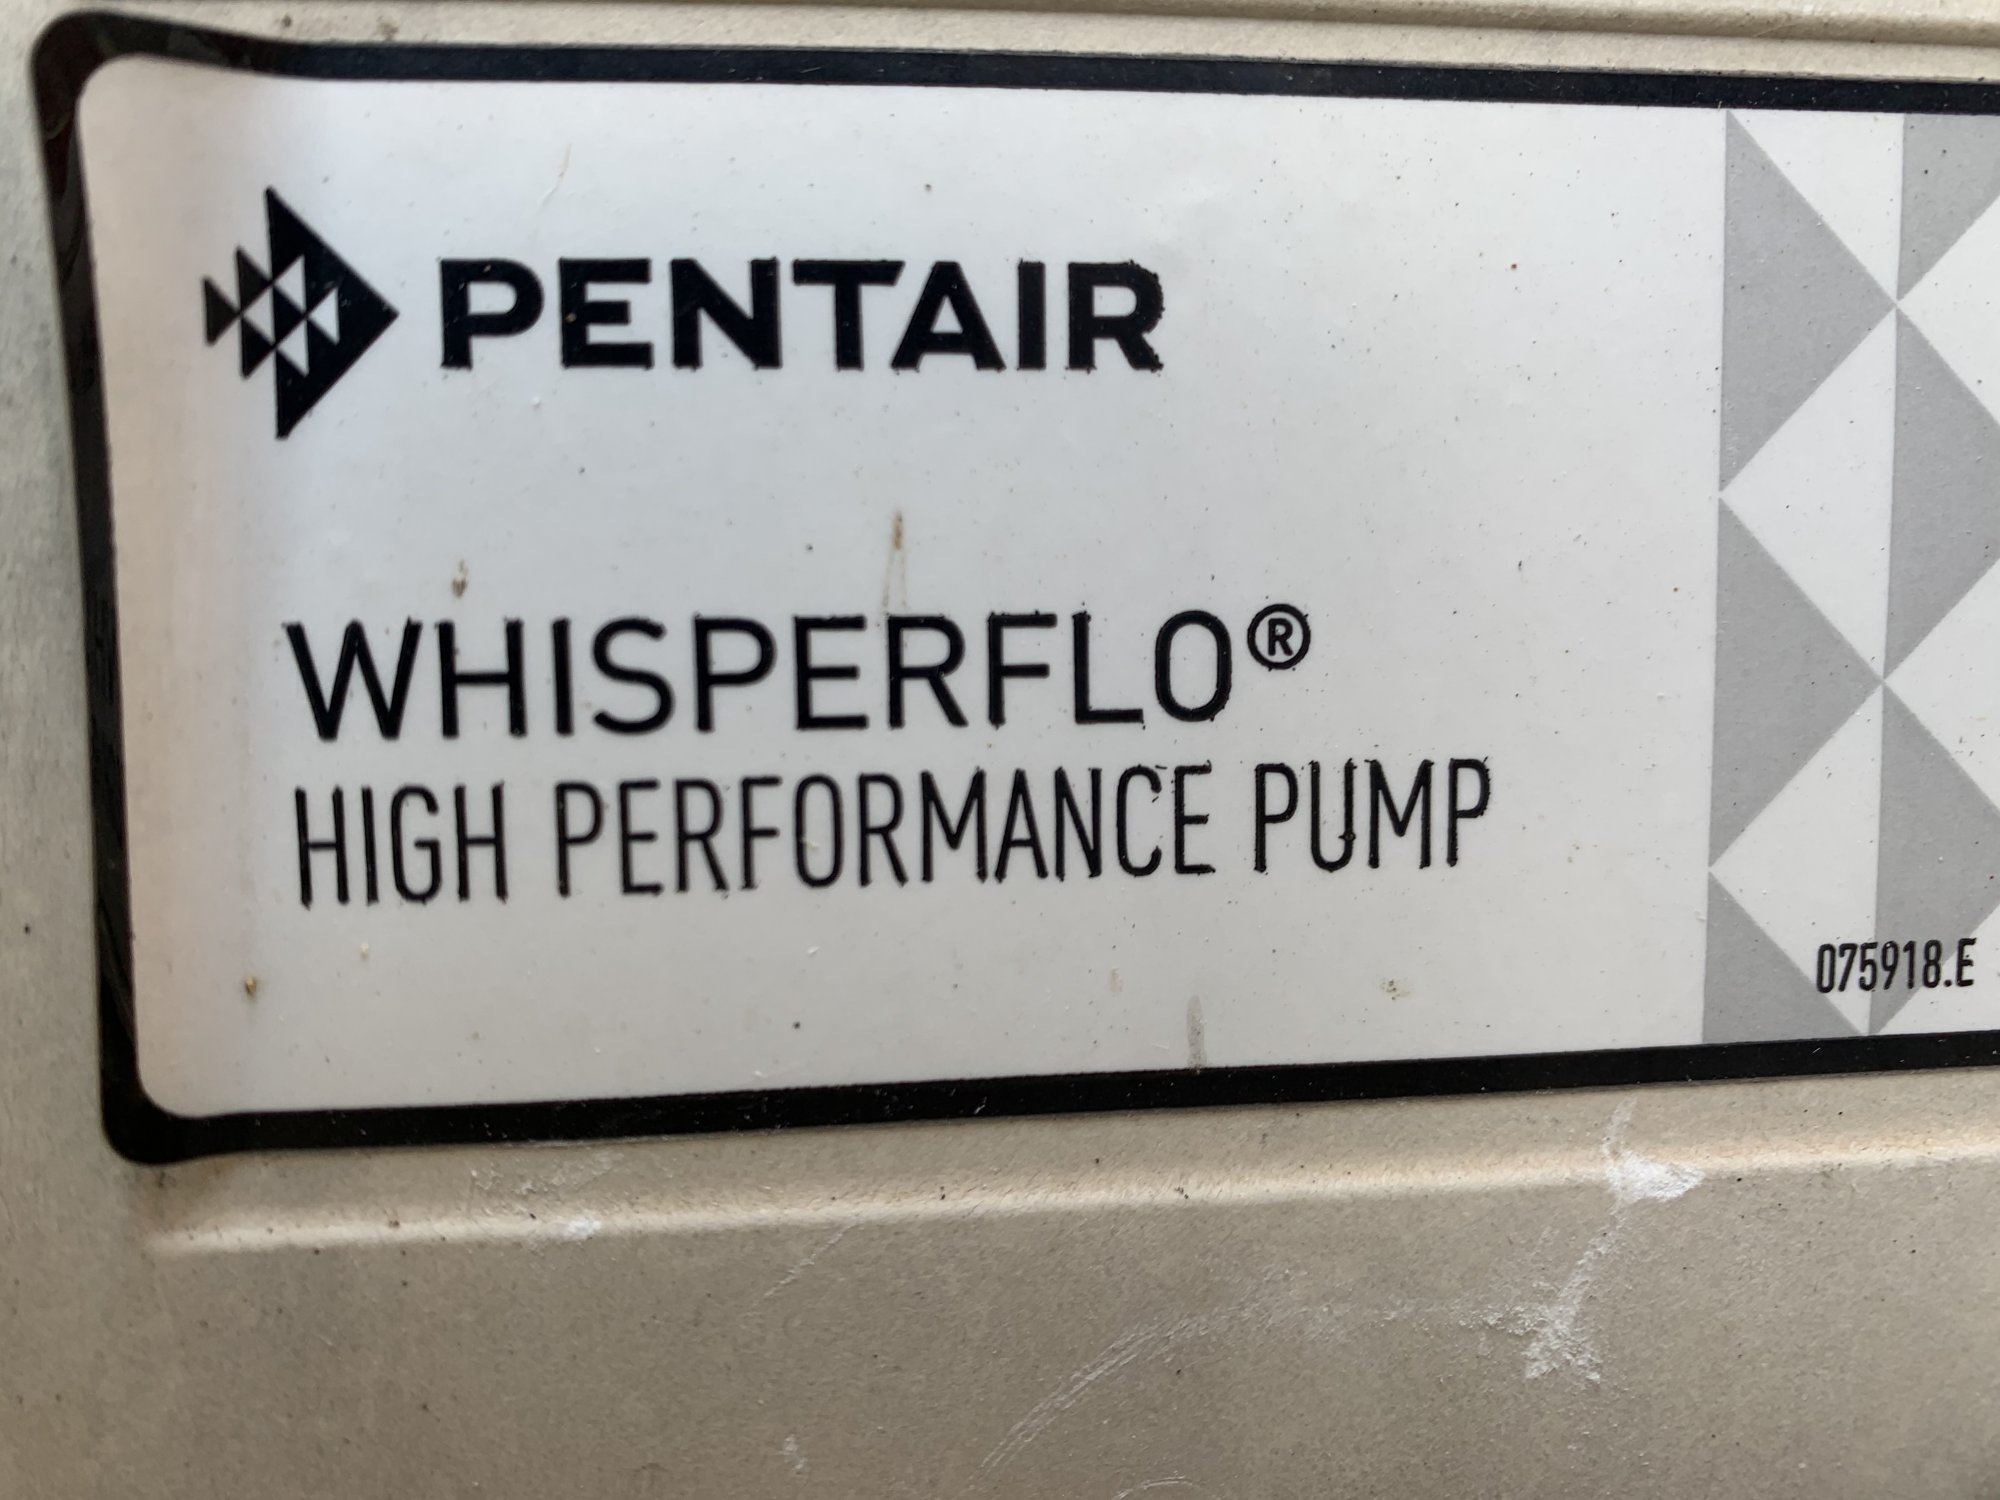 PENTAIR
WHISPERFLO®
HIGH PERFORMANCE PUMP
075918.E